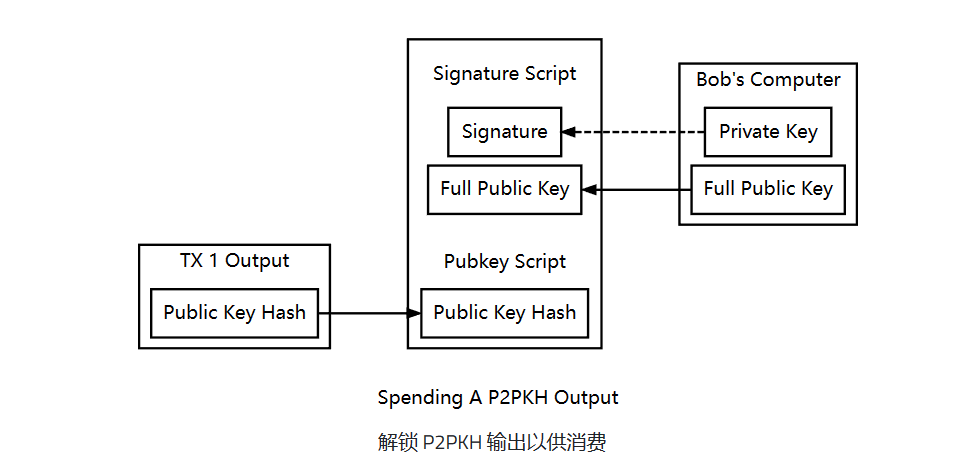 Signature Script
Bob's Computer
Signature
Private Key
Full Public Key
Full Public Key
TX 1 Output
Pubkey Script
Public Key Hash
Public Key Hash
Spending A P2PKH Output
解锁 P2PKH 输出以供消费